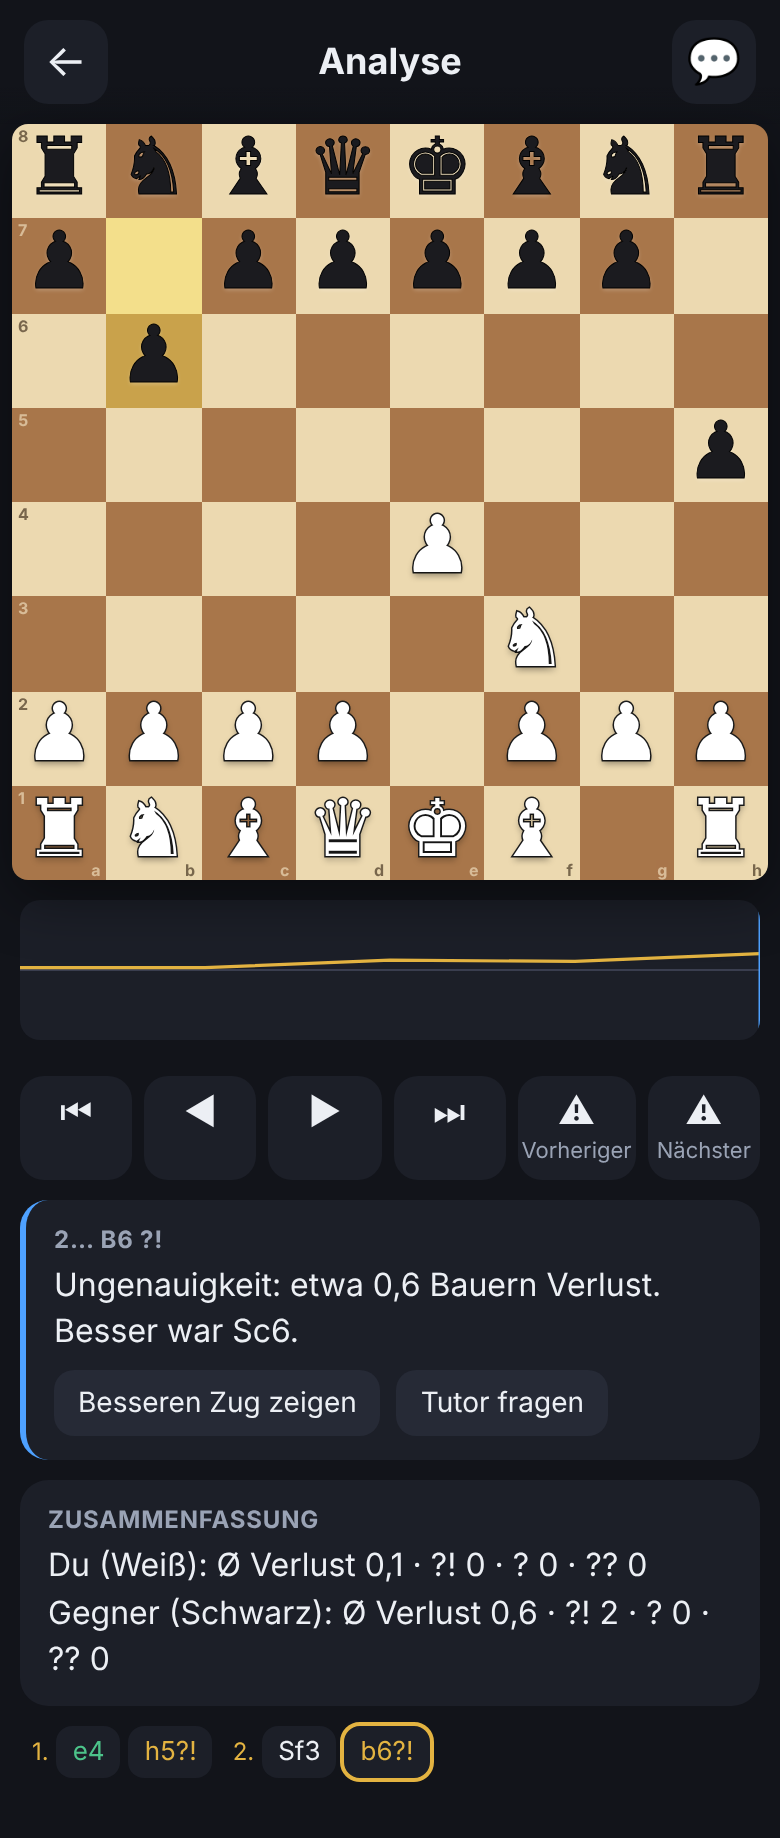 Analyse
8
7
6
5
4
3
2
1
a b c d e f g h
Vorheriger Nächster
2... B6 ?!
Ungenauigkeit: etwa 0,6 Bauern Verlust.
Besser war Sc6.
Besseren Zug zeigen Tutor fragen
ZUSAMMENFASSUNG
Du (Weiß): Ø Verlust 0,1 · ?! 0 · ? 0 · ?? 0
Gegner (Schwarz): Ø Verlust 0,6 · ?! 2 · ? 0 ·
?? 0
1. e4 h5?! 2. Sf3 b6?!